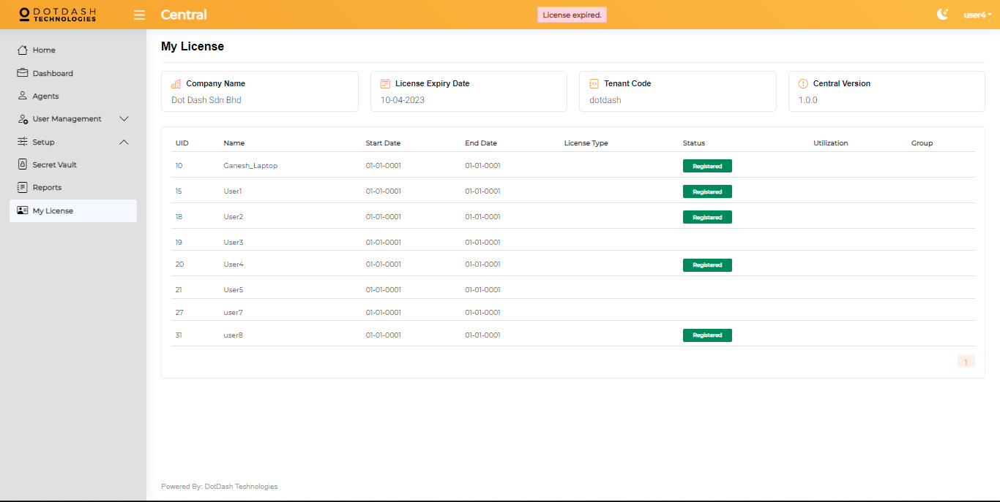 DOTDASH
TECHNOLOGIES
Central
License expired.
user4
Home
Dashboard
Agents
User Management
Setup
Secret Vault
Reports
My License
My License
Company Name
Dot Dash Sdn Bhd
License Expiry Date
10-04-2023
Tenant Code
dotdash
Central Version
1.0.0
UID Name Start Date End Date License Type Status Utilization Group
10 Ganesh_Laptop 01-01-0001 01-01-0001 Registered
15 User1 01-01-0001 01-01-0001 Registered
18 User2 01-01-0001 01-01-0001 Registered
19 User3 01-01-0001 01-01-0001
20 User4 01-01-0001 01-01-0001 Registered
21 User5 01-01-0001 01-01-0001
27 user7 01-01-0001 01-01-0001
31 user8 01-01-0001 01-01-0001 Registered
1
Powered By: DotDash Technologies